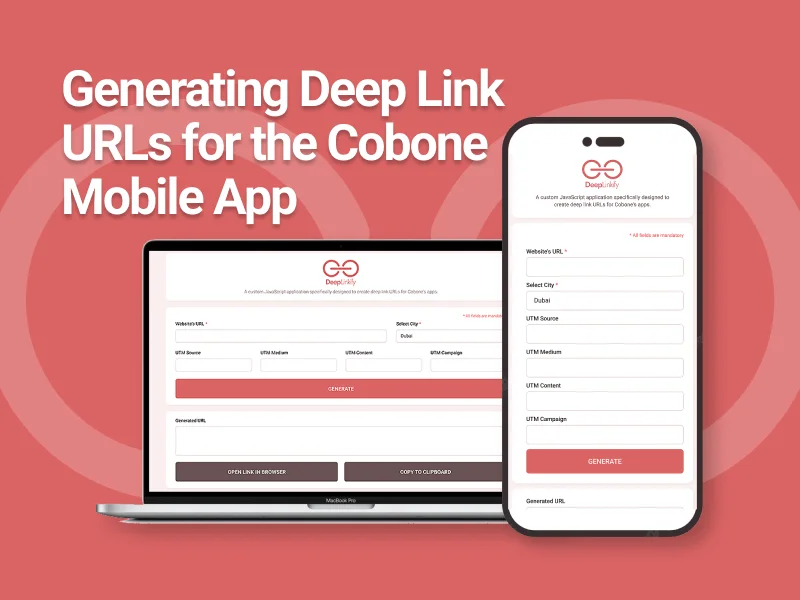 Generating Deep Link
URLs for the Cobone
Mobile App
DeepLinkify
A custom JavaScript application specifically designed to create deep link URLs for Cobone's apps.
* All fields are
Website's URL *
Select City *
Dubai
UTM Source
UTM Medium
UTM Content
UTM Campaign
GENERATE
Generated URL
OPEN LINK IN BROWSER
COPY TO CLIPBOARD
MacBook Pro
DeepLinkify
A custom JavaScript application specifically designed to
create deep link URLs for Cobone's apps.
* All fields are mandatory
Website's URL *
Select City *
Dubai
UTM Source
UTM Medium
UTM Content
UTM Campaign
GENERATE
Generated URL